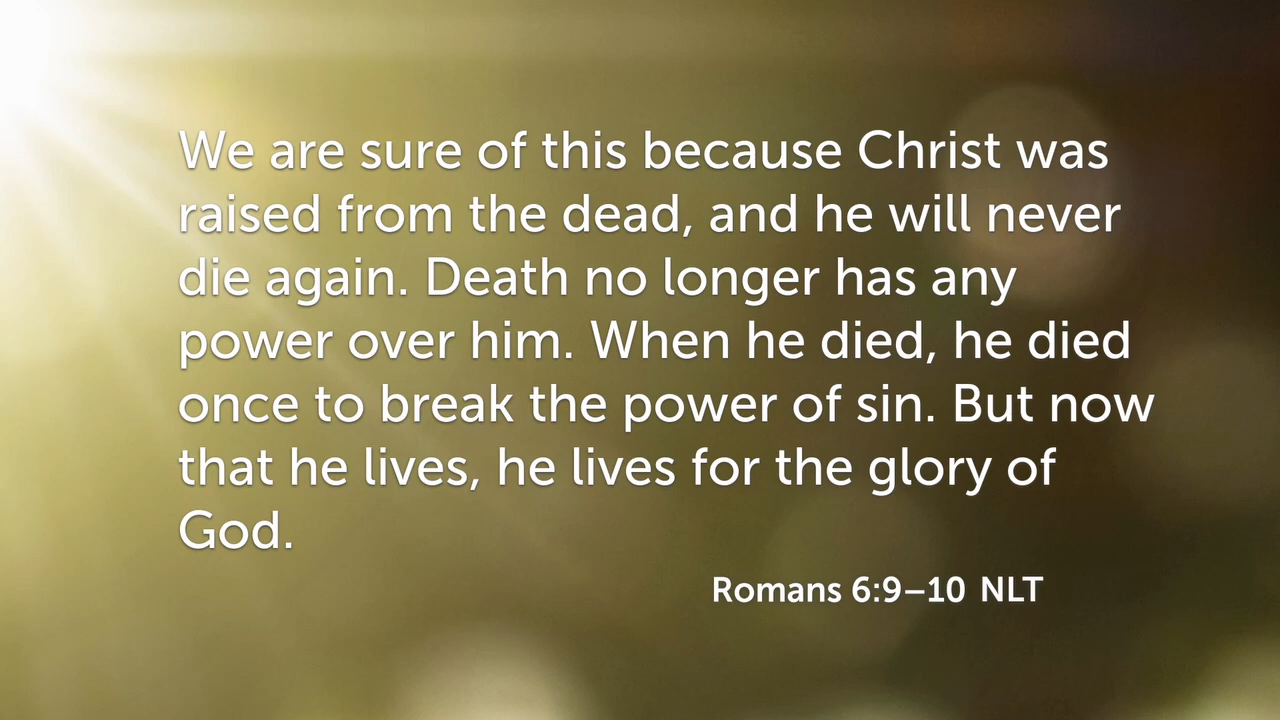 We are sure of this because Christ was
raised from the dead, and he will never
die again. Death no longer has any
power over him. When he died, he died
once to break the power of sin. But now
that he lives, he lives for the glory of
God.
Romans 6:9–10 NLT